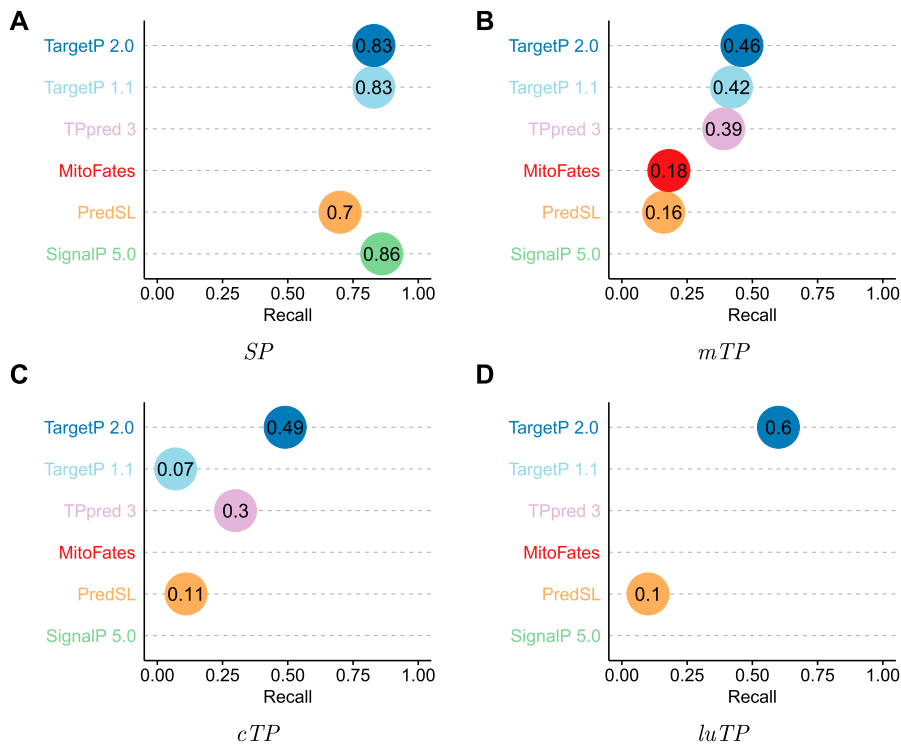 A
TargetP 2.0
0.83
TargetP 1.1
0.83
TPpred 3
MitoFates
PredSL
0.7
SignalP 5.0
0.86
0.00 0.25 0.50 0.75 1.00
Recall
SP
B
TargetP 2.0
0.46
TargetP 1.1
0.42
TPpred 3
0.39
MitoFates
0.18
PredSL
0.16
SignalP 5.0
0.00 0.25 0.50 0.75 1.00
Recall
mTP
C
TargetP 2.0
0.49
TargetP 1.1
0.07
TPpred 3
0.3
MitoFates
PredSL
0.11
SignalP 5.0
0.00 0.25 0.50 0.75 1.00
Recall
cTP
D
TargetP 2.0
0.6
TargetP 1.1
TPpred 3
MitoFates
PredSL
0.1
SignalP 5.0
0.00 0.25 0.50 0.75 1.00
Recall
luTP